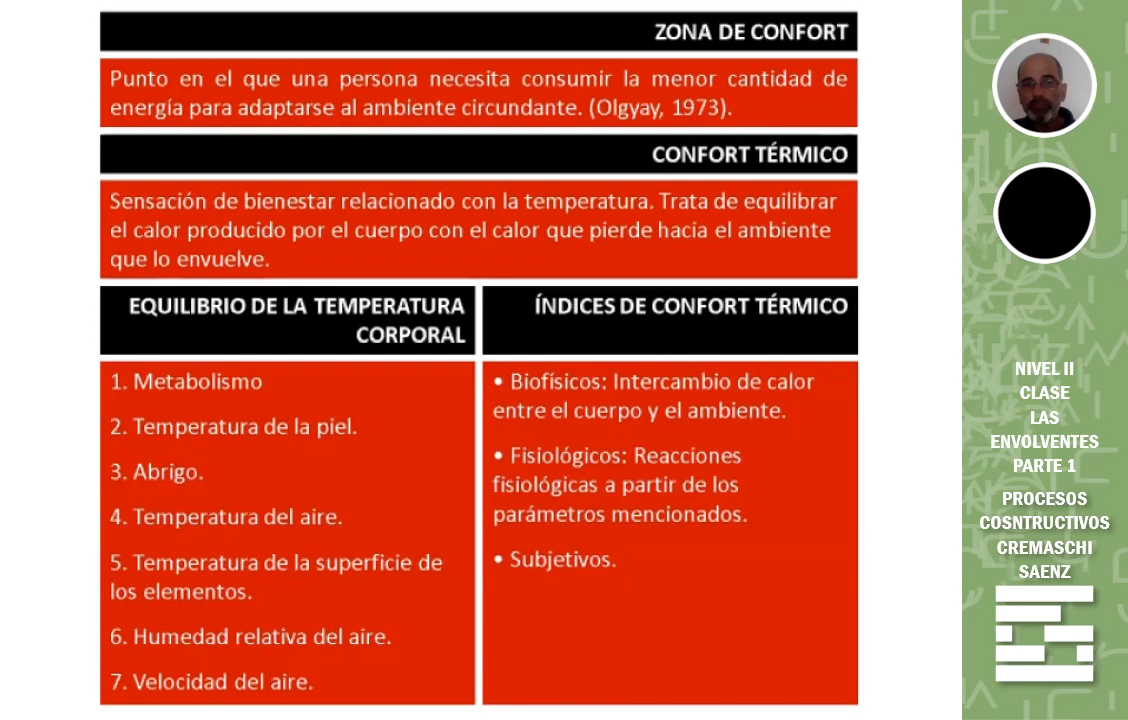 ZONA DE CONFORT
Punto en el que una persona necesita consumir la menor cantidad de
energía para adaptarse al ambiente circundante. (Olgyay, 1973).
CONFORT TÉRMICO
Sensación de bienestar relacionado con la temperatura. Trata de equilibrar
el calor producido por el cuerpo con el calor que pierde hacia el ambiente
que lo envuelve.
EQUILIBRIO DE LA TEMPERATURA
CORPORAL
1. Metabolismo
2. Temperatura de la piel.
3. Abrigo.
4. Temperatura del aire.
5. Temperatura de la superficie de
los elementos.
6. Humedad relativa del aire.
7. Velocidad del aire.
ÍNDICES DE CONFORT TÉRMICO
• Biofísicos: Intercambio de calor
entre el cuerpo y el ambiente.
• Fisiológicos: Reacciones
fisiológicas a partir de los
parámetros mencionados.
• Subjetivos.
NIVEL II
CLASE
LAS
ENVOLVENTES
PARTE 1
PROCESOS
COSNTRUCTIVOS
CREMASCHI
SAENZ